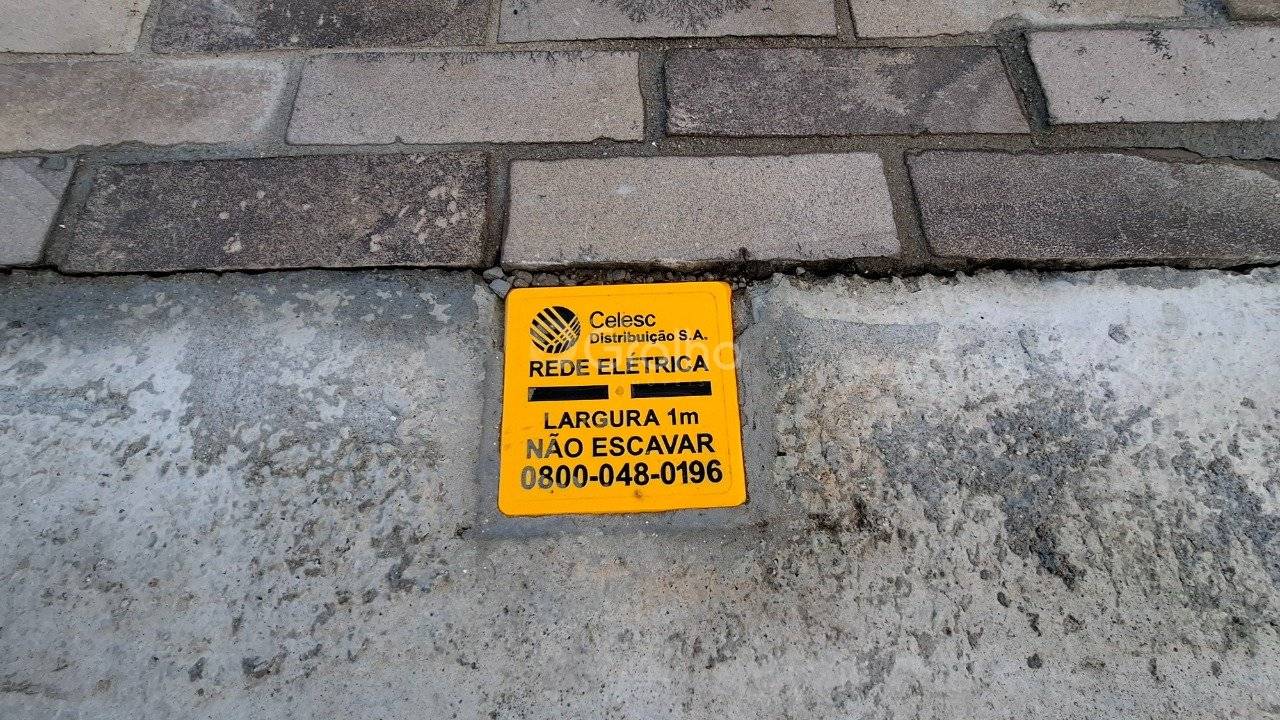 Celesc
Distribuição S.A.
REDE ELÉTRICA
LARGURA 1m
NÃO ESCAVAR
0800-048-0196